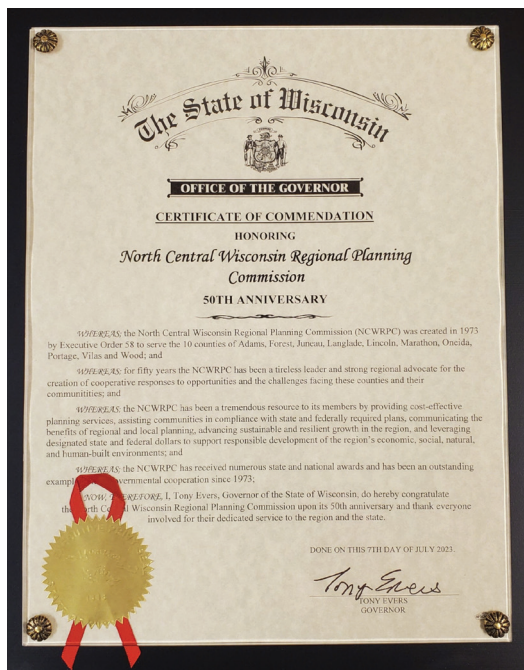 The State of Wisconsin
OFFICE OF THE GOVERNOR
CERTIFICATE OF COMMENDATION
HONORING
North Central Wisconsin Regional Planning
Commission
50TH ANNIVERSARY
WHEREAS; the North Central Wisconsin Regional Planning Commission (NCWRPC) was created in 1973
by Executive Order 58 to serve the 10 counties of Adams, Forest, Juneau, Langlade, Lincoln, Marathon, Oneida,
Portage, Vilas and Wood; and
WHEREAS; for fifty years the NCWRPC has been a tireless leader and strong regional advocate for the
creation of cooperative responses to opportunities and the challenges facing these counties and their
communitities; and
WHEREAS; the NCWRPC has been a tremendous resource to its members by providing cost-effective
planning services, assisting communities in compliance with state and federally required plans, communicating the
benefits of regional and local planning, advancing sustainable and resilient growth in the region, and leveraging
designated state and federal dollars to support responsible development of the region's economic, social, natural,
and human-built environments; and
WHEREAS; the NCWRPC has received numerous state and national awards and has been an outstanding
exampl vernmental cooperation since 1973;
NOW, THEREFORE, I, Tony Evers, Governor of the State of Wisconsin, do hereby congratulate
the North Central Wisconsin Regional Planning Commission upon its 50th anniversary and thank everyone
involved for their dedicated service to the region and the state.
DONE ON THIS 7TH DAY OF JULY 2023.
Tony Evers
TONY EVERS
GOVERNOR